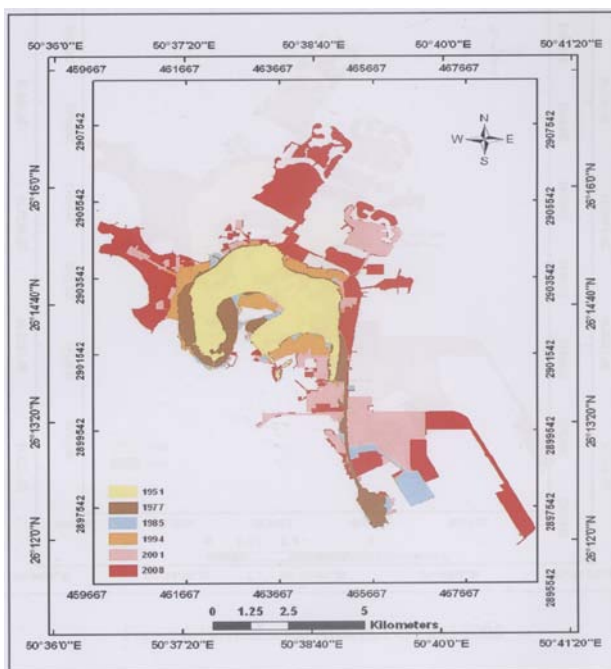 50°36'0"E 50°37'20"E 50°38'40"E 50°40'0"E 50°41'20"E
459667 461667 463667 465667 467667
2907542
2905542
2903542
2901542
2899542
2897542
26°16'0"N
26°14'40"N
26°13'20"N
26°12'0"N
N
W E
S
2907542
2905542
2903542
2901542
2899542
2897542
2895542
26°16'0"N
26°14'40"N
26°13'20"N
26°12'0"N
1951
1977
1985
1994
2001
2008
459667 461667 463667 465667 467667
0 1.25 2.5 5
Kilometers
50°36'0"E 50°37'20"E 50°38'40"E 50°40'0"E 50°41'20"E